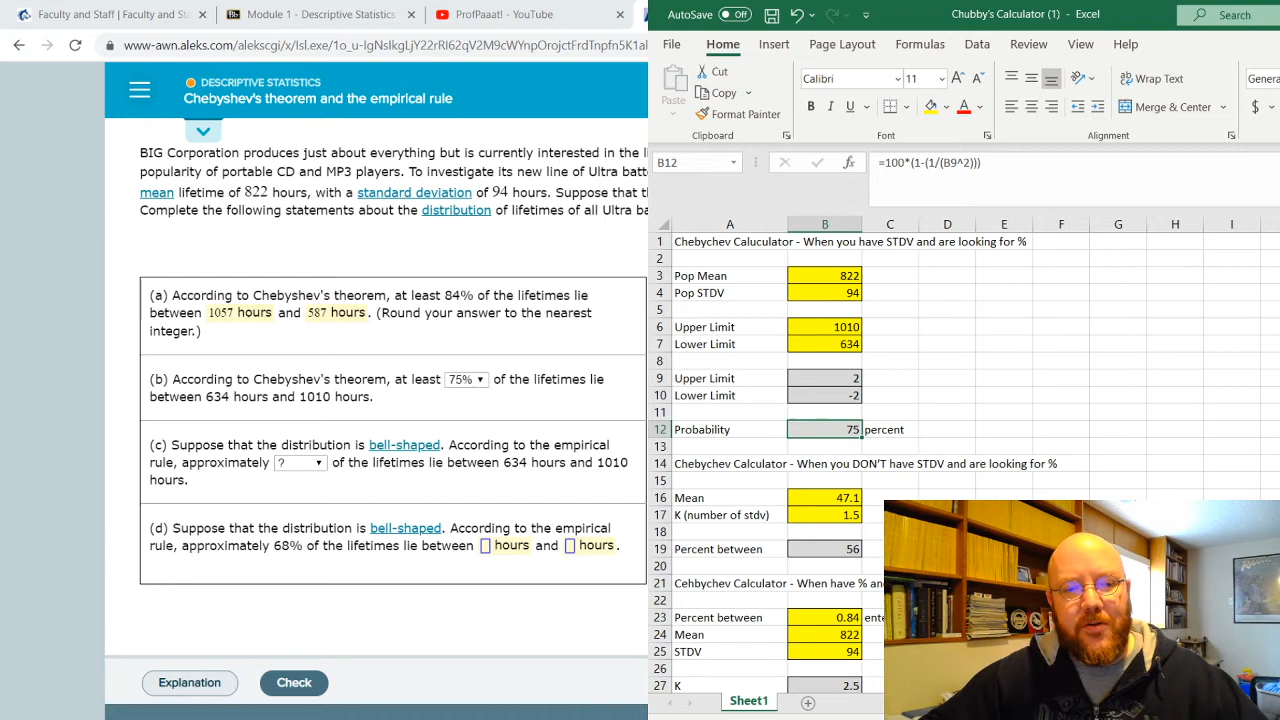 Faculty and Staff | Faculty and St
Module 1 - Descriptive Statistics
ProfPaat! - YouTube
www-awn.aleks.com/alekscgi/x/Isl.exe/1o_u-IgNsIkgLjY22rRl62qV2M9cWYnpOrojctFrdTnpfn5K1al
DESCRIPTIVE STATISTICS
Chebyshev's theorem and the empirical rule
BIG Corporation produces just about everything but is currently interested in the l
popularity of portable CD and MP3 players. To investigate its new line of Ultra batt
mean lifetime of 822 hours, with a standard deviation of 94 hours. Suppose that t
Complete the following statements about the distribution of lifetimes of all Ultra ba
(a) According to Chebyshev's theorem, at least 84% of the lifetimes lie
between 1057 hours and 587 hours. (Round your answer to the nearest
integer.)
(b) According to Chebyshev's theorem, at least 75% of the lifetimes lie
between 634 hours and 1010 hours.
(c) Suppose that the distribution is bell-shaped. According to the empirical
rule, approximately ? of the lifetimes lie between 634 hours and 1010
hours.
(d) Suppose that the distribution is bell-shaped. According to the empirical
rule, approximately 68% of the lifetimes lie between hours and hours.
Explanation
Check
AutoSave Off
Chubby's Calculator (1) - Excel
Search
File Home Insert Page Layout Formulas Data Review View Help
Paste
Cut
Copy
Format Painter
Clipboard
Calibri 11
B I U
Font
Wrap Text
Merge & Center
Alignment
Genera
$
B12 fx =100*(1-(1/(B9^2)))
A B C D E F G H I
1 Chebychev Caluculator - When you have STDV and are looking for %
2
3 Pop Mean 822
4 Pop STDV 94
5
6 Upper Limit 1010
7 Lower Limit 634
8
9 Upper Limit 2
10 Lower Limit -2
11
12 Probability 75 percent
13
14 Chebychev Calculator - When you DON'T have STDV and are looking for %
15
16 Mean 47.1
17 K (number of stdv) 1.5
18
19 Percent between 56
20
21 Cehbychev Calculator - When have % an
22
23 Percent between 0.84 ente
24 Mean 822
25 STDV 94
26
27 K 2.5
Sheet1